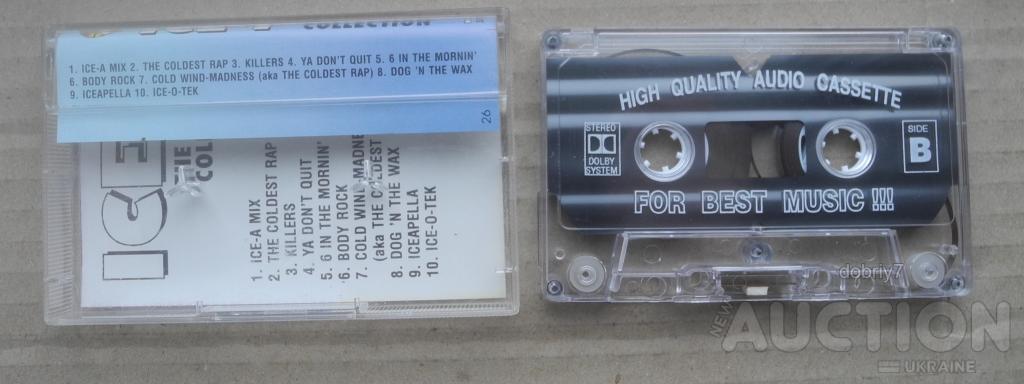 COLLECTION
1. ICE-A MIX 2. THE COLDEST RAP 3. KILLERS 4. YA DON'T QUIT 5. 6 IN THE MORNIN'
6. BODY ROCK 7. COLD WIND-MADNESS (aka THE COLDEST RAP) 8. DOG 'N THE WAX
9. ICEAPELLA 10. ICE-O-TEK
26
THE
1. ICE-A MIX
2. THE COLDEST RAP
3. KILLERS
4. YA DON'T QUIT
5. 6 IN THE MORNIN'
6. BODY ROCK
7. COLD WIND-MADNE
(aka THE COLDEST
8. DOG 'N THE WAX
9. ICEAPELLA
10. ICE-O-TEK
HIGH QUALITY AUDIO CASSETTE
STEREO
DOLBY
SYSTEM
SIDE
B
FOR BEST MUSIC !!!
dobriy7
NEW
AUCTION
UKRAINE